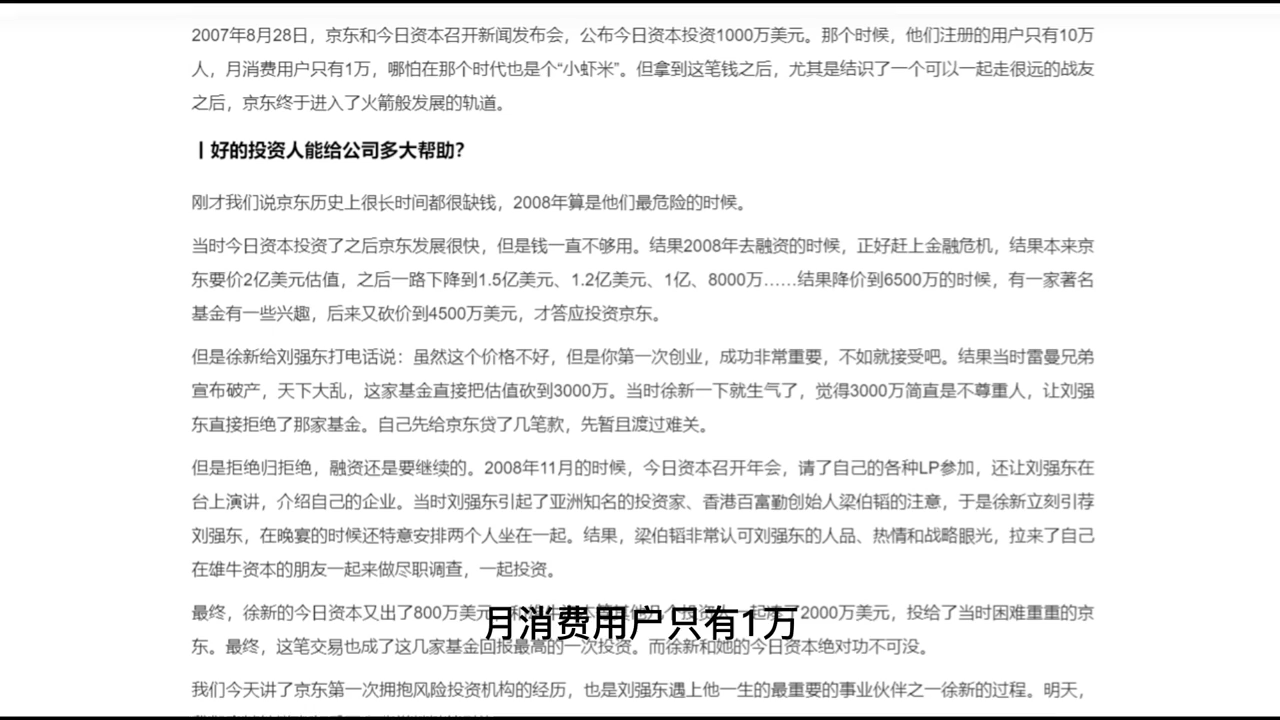 2007年8月28日，京东和今日资本召开新闻发布会，公布今日资本投资1000万美元。那个时候，他们注册的用户只有10万
人，月消费用户只有1万，哪怕在那个时代也是个“小虾米”。但拿到这笔钱之后，尤其是结识了一个可以一起走很远的战友
之后，京东终于进入了火箭般发展的轨道。
丨好的投资人能给公司多大帮助？
刚才我们说京东历史上很长时间都很缺钱，2008年算是他们最危险的时候。
当时今日资本投资了之后京东发展很快，但是钱一直不够用。结果2008年去融资的时候，正好赶上金融危机，结果本来京
东要价2亿美元估值，之后一路下降到1.5亿美元、1.2亿美元、1亿、8000万……结果降价到6500万的时候，有一家著名
基金有一些兴趣，后来又砍价到4500万美元，才答应投资京东。
但是徐新给刘强东打电话说：虽然这个价格不好，但是你第一次创业，成功非常重要，不如就接受吧。结果当时雷曼兄弟
宣布破产，天下大乱，这家基金直接把估值砍到3000万。当时徐新一下就生气了，觉得3000万简直是不尊重人，让刘强
东直接拒绝了那家基金。自己先给京东贷了几笔款，先暂且渡过难关。
但是拒绝归拒绝，融资还是要继续的。2008年11月的时候，今日资本召开年会，请了自己的各种LP参加，还让刘强东在
台上演讲，介绍自己的企业。当时刘强东引起了亚洲知名的投资家、香港百富勤创始人梁伯韬的注意，于是徐新立刻引荐
刘强东，在晚宴的时候还特意安排两个人坐在一起。结果，梁伯韬非常认可刘强东的人品、热情和战略眼光，拉来了自己
在雄牛资本的朋友一起来做尽职调查，一起投资。
最终，徐新的今日资本又出了800万美元 2000万美元，投给了当时困难重重的京
月消费用户只有1万
东。最终，这笔交易也成了这几家基金回报最高的一次投资。而徐新和她的今日资本绝对功不可没。
我们今天讲了京东第一次拥抱风险投资机构的经历，也是刘强东遇上他一生的最重要的事业伙伴之一徐新的过程。明天，